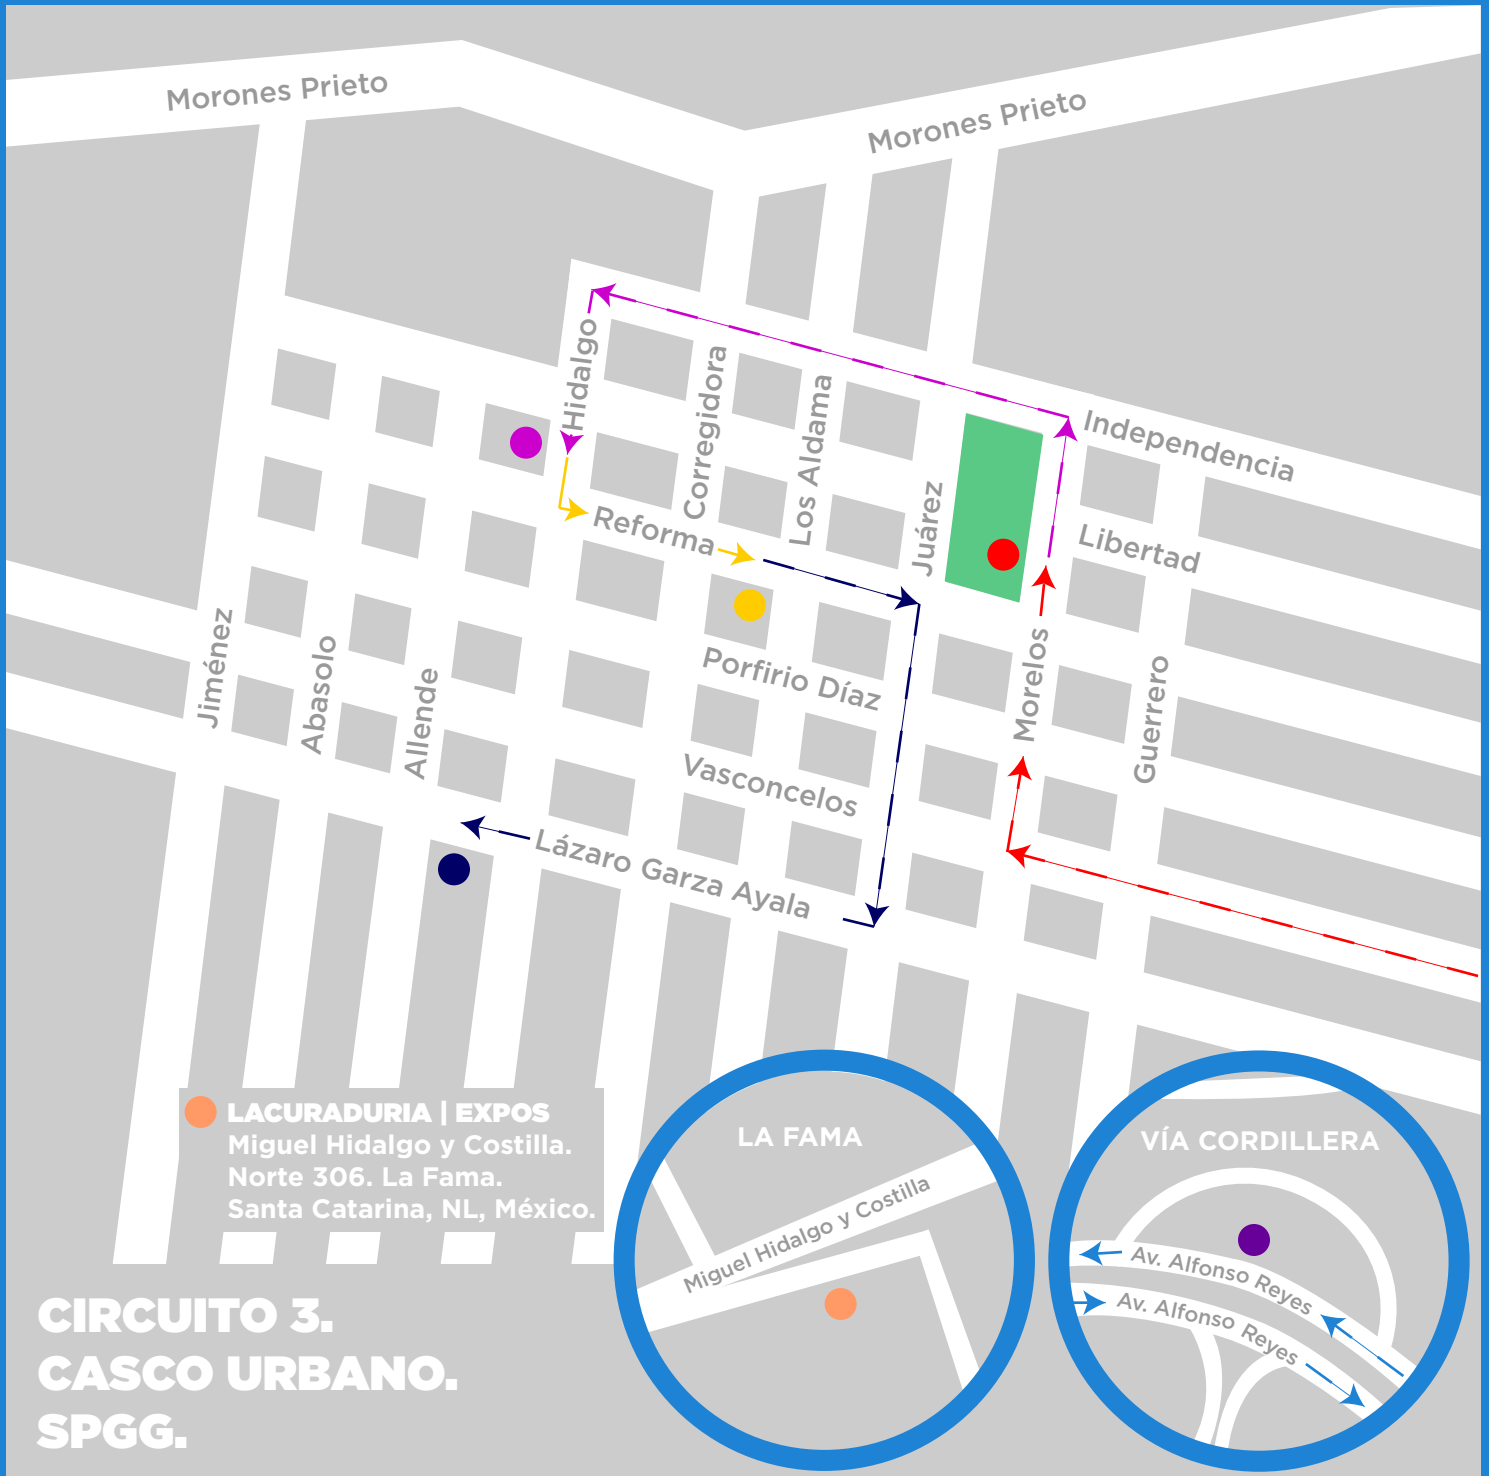 Morones Prieto
Morones Prieto
Hidalgo
Corregidora
Los Aldama
Independencia
Juárez
Reforma
Libertad
Jiménez
Abasolo
Allende
Porfirio Díaz
Morelos
Guerrero
Vasconcelos
Lázaro Garza Ayala
LACURADURIA | EXPOS
Miguel Hidalgo y Costilla.
Norte 306. La Fama.
Santa Catarina, NL, México.
LA FAMA
Miguel Hidalgo y Costilla
VÍA CORDILLERA
Av. Alfonso Reyes
Av. Alfonso Reyes
CIRCUITO 3.
CASCO URBANO.
SPGG.